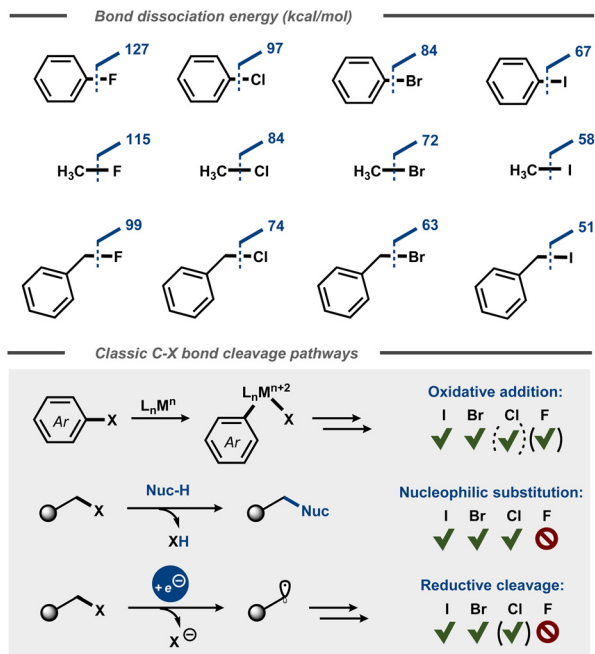 Bond dissociation energy (kcal/mol)
127 97 84 67
F Cl Br I
115 84 72 58
H₃C F H₃C Cl H₃C Br H₃C I
99 74 63 51
F Cl Br I
Classic C-X bond cleavage pathways
Oxidative addition:
Ar X LₙMⁿ LₙMⁿ⁺² X Ar
I Br Cl F
( ) ( )
Nucleophilic substitution:
X Nuc-H XH Nuc
I Br Cl F
Reductive cleavage:
X + e⊖ X⊖
I Br Cl F
( )